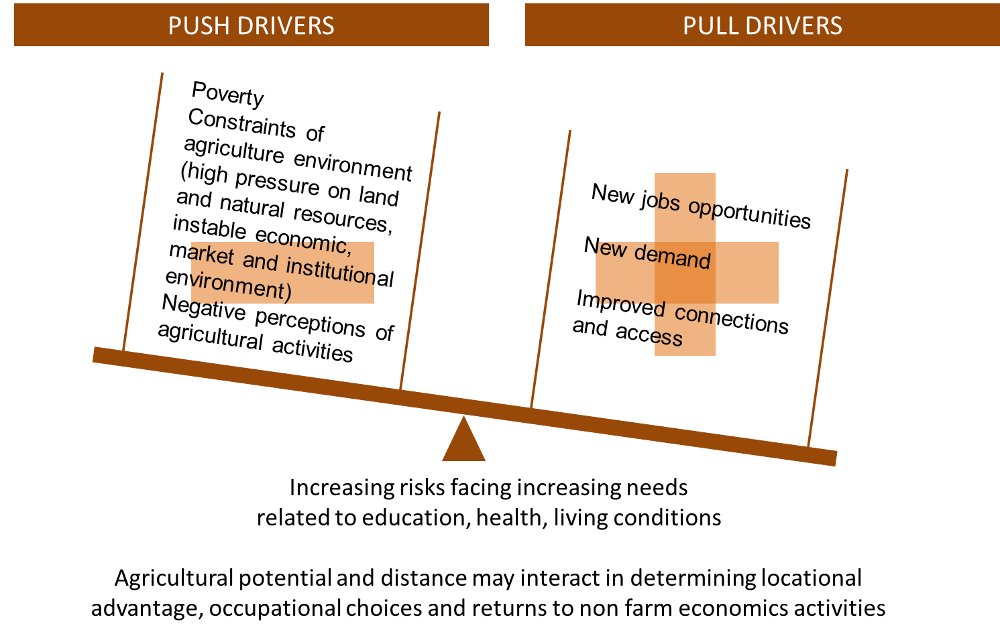 PUSH DRIVERS
PULL DRIVERS
Poverty
Constraints of
agriculture environment
(high pressure on land
and natural resources,
instable economic,
market and institutional
environment)
Negative perceptions of
agricultural activities
New jobs opportunities
New demand
Improved connections
and access
Increasing risks facing increasing needs
related to education, health, living conditions
Agricultural potential and distance may interact in determining locational
advantage, occupational choices and returns to non farm economics activities